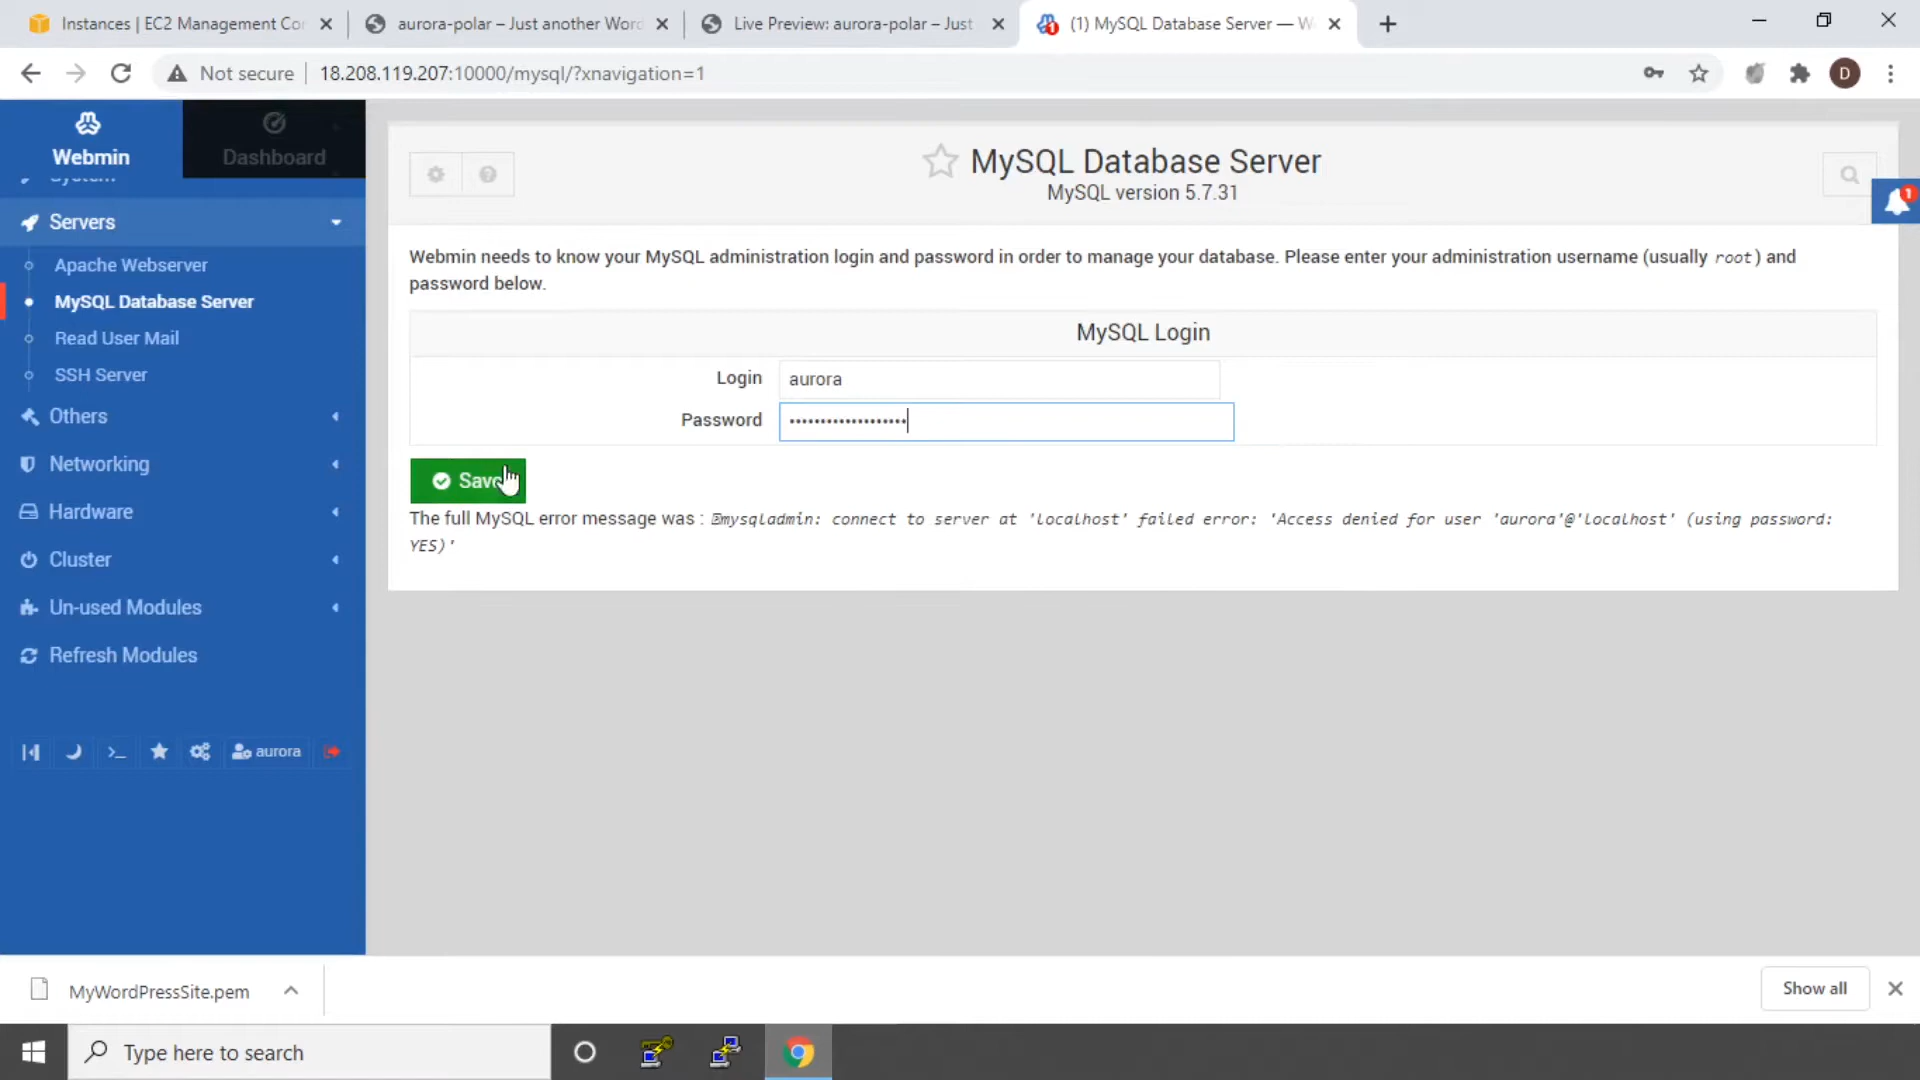 Instances | EC2 Management Cor
aurora-polar – Just another Word
Live Preview: aurora-polar – Just
(1) MySQL Database Server — W
Not secure
18.208.119.207:10000/mysql/?xnavigation=1
D
Webmin
Dashboard
System
Servers
Apache Webserver
MySQL Database Server
Read User Mail
SSH Server
Others
Networking
Hardware
Cluster
Un-used Modules
Refresh Modules
aurora
MySQL Database Server
MySQL version 5.7.31
1
Webmin needs to know your MySQL administration login and password in order to manage your database. Please enter your administration username (usually root) and
password below.
MySQL Login
Login aurora
Password •••••••••••••••••••
Save
The full MySQL error message was : mysqladmin: connect to server at 'localhost' failed error: 'Access denied for user 'aurora'@'localhost' (using password:
YES)'
MyWordPressSite.pem
Show all
Type here to search